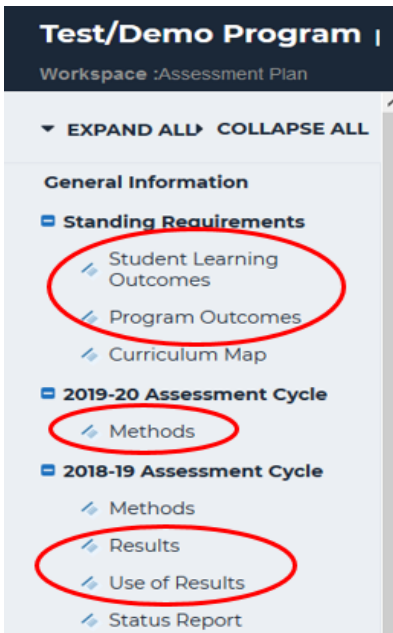 Test/Demo Program |
Workspace :Assessment Plan
EXPAND ALL COLLAPSE ALL
General Information
Standing Requirements
Student Learning
Outcomes
Program Outcomes
Curriculum Map
2019-20 Assessment Cycle
Methods
2018-19 Assessment Cycle
Methods
Results
Use of Results
Status Report